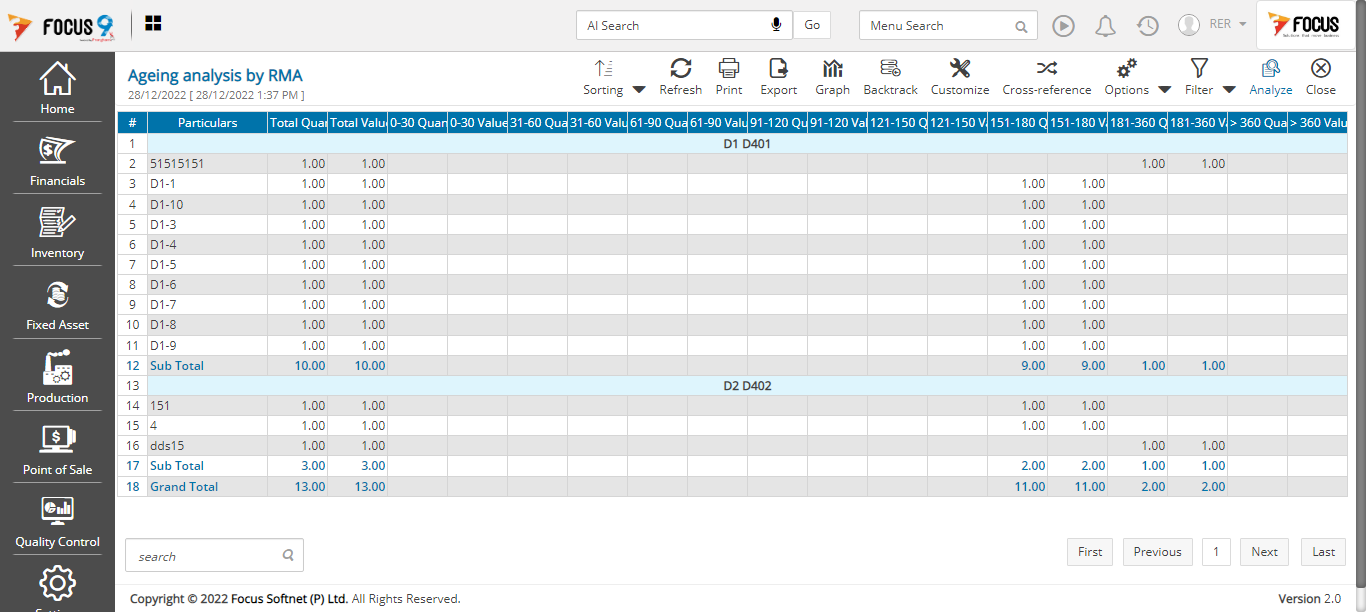 FOCUS 9
AI Search Go Menu Search RER FOCUS
Ageing analysis by RMA
28/12/2022 [ 28/12/2022 1:37 PM ]
Sorting Refresh Print Export Graph Backtrack Customize Cross-reference Options Filter Analyze Close
Home
Financials
Inventory
Fixed Asset
Production
Point of Sale
Quality Control
# Particulars Total Quan Total Value 0-30 Quan 0-30 Value 31-60 Qua 31-60 Valu 61-90 Qua 61-90 Valu 91-120 Qu 91-120 Val 121-150 Q 121-150 V 151-180 Q 151-180 V 181-360 Q 181-360 V > 360 Qua > 360 Valu
1 D1 D401
2 51515151 1.00 1.00 1.00 1.00
3 D1-1 1.00 1.00 1.00 1.00
4 D1-10 1.00 1.00 1.00 1.00
5 D1-3 1.00 1.00 1.00 1.00
6 D1-4 1.00 1.00 1.00 1.00
7 D1-5 1.00 1.00 1.00 1.00
8 D1-6 1.00 1.00 1.00 1.00
9 D1-7 1.00 1.00 1.00 1.00
10 D1-8 1.00 1.00 1.00 1.00
11 D1-9 1.00 1.00 1.00 1.00
12 Sub Total 10.00 10.00 9.00 9.00 1.00 1.00
13 D2 D402
14 151 1.00 1.00 1.00 1.00
15 4 1.00 1.00 1.00 1.00
16 dds15 1.00 1.00 1.00 1.00
17 Sub Total 3.00 3.00 2.00 2.00 1.00 1.00
18 Grand Total 13.00 13.00 11.00 11.00 2.00 2.00
search First Previous 1 Next Last
Copyright © 2022 Focus Softnet (P) Ltd. All Rights Reserved. Version 2.0